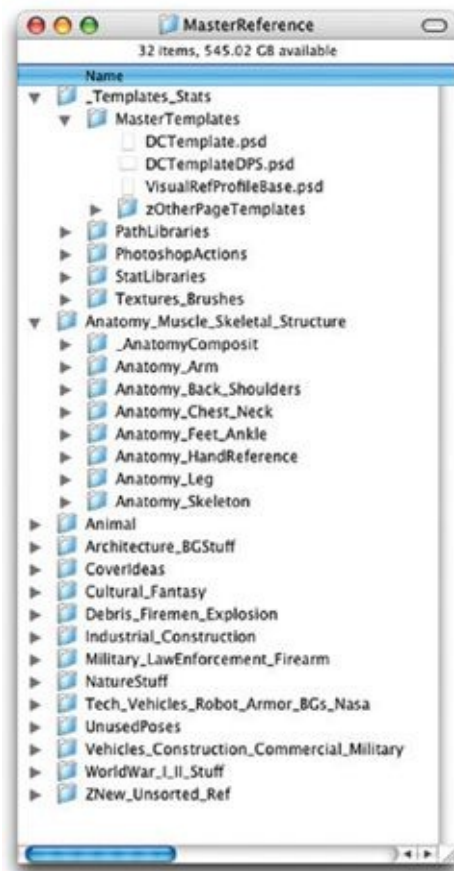 MasterReference
32 items, 545.02 GB available
Name
_Templates_Stats
MasterTemplates
DCTemplate.psd
DCTemplateDPS.psd
VisualRefProfileBase.psd
zOtherPageTemplates
PathLibraries
PhotoshopActions
StatLibraries
Textures_Brushes
Anatomy_Muscle_Skeletal_Structure
_AnatomyComposit
Anatomy_Arm
Anatomy_Back_Shoulders
Anatomy_Chest_Neck
Anatomy_Feet_Ankle
Anatomy_HandReference
Anatomy_Leg
Anatomy_Skeleton
Animal
Architecture_BGStuff
CoverIdeas
Cultural_Fantasy
Debris_Firemen_Explosion
Industrial_Construction
Military_LawEnforcement_Firearm
NatureStuff
Tech_Vehicles_Robot_Armor_BGs_Nasa
UnusedPoses
Vehicles_Construction_Commercial_Military
WorldWar_I_II_Stuff
ZNew_Unsorted_Ref